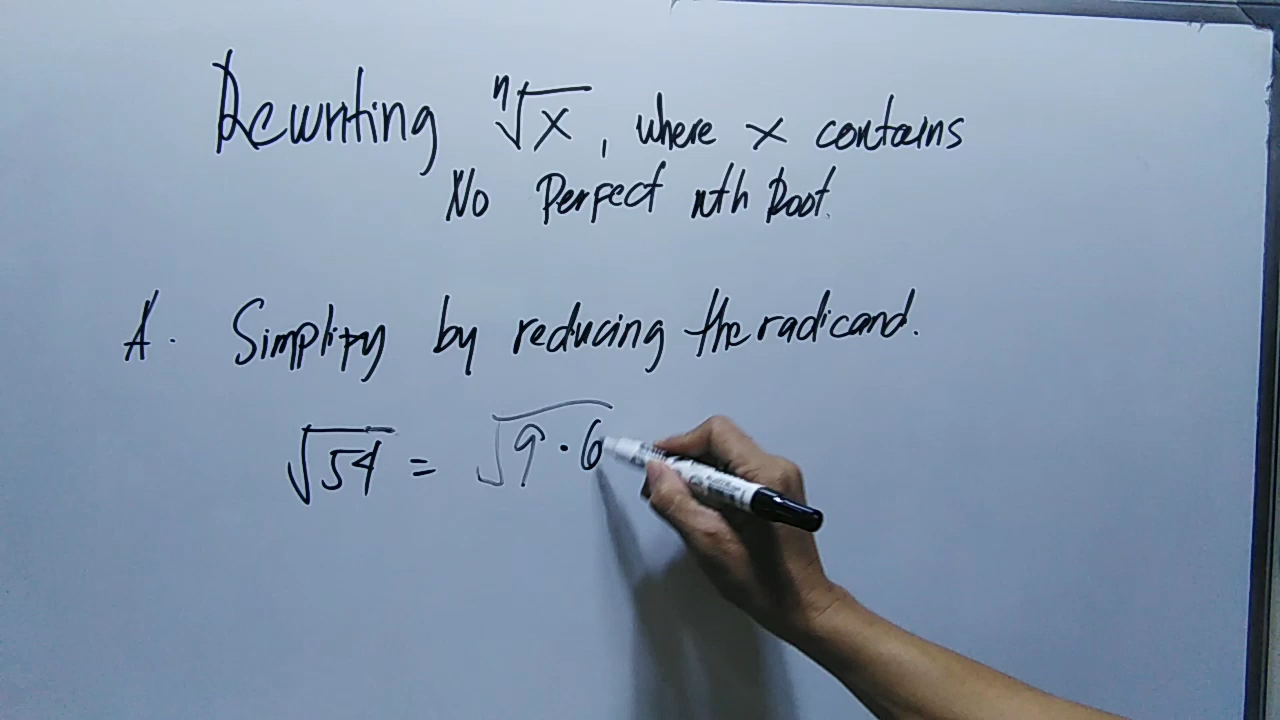 Rewriting ⁿ√x, where x contains
No Perfect nth Root.
A. Simplify by reducing the radicand.
√54 = √9·6